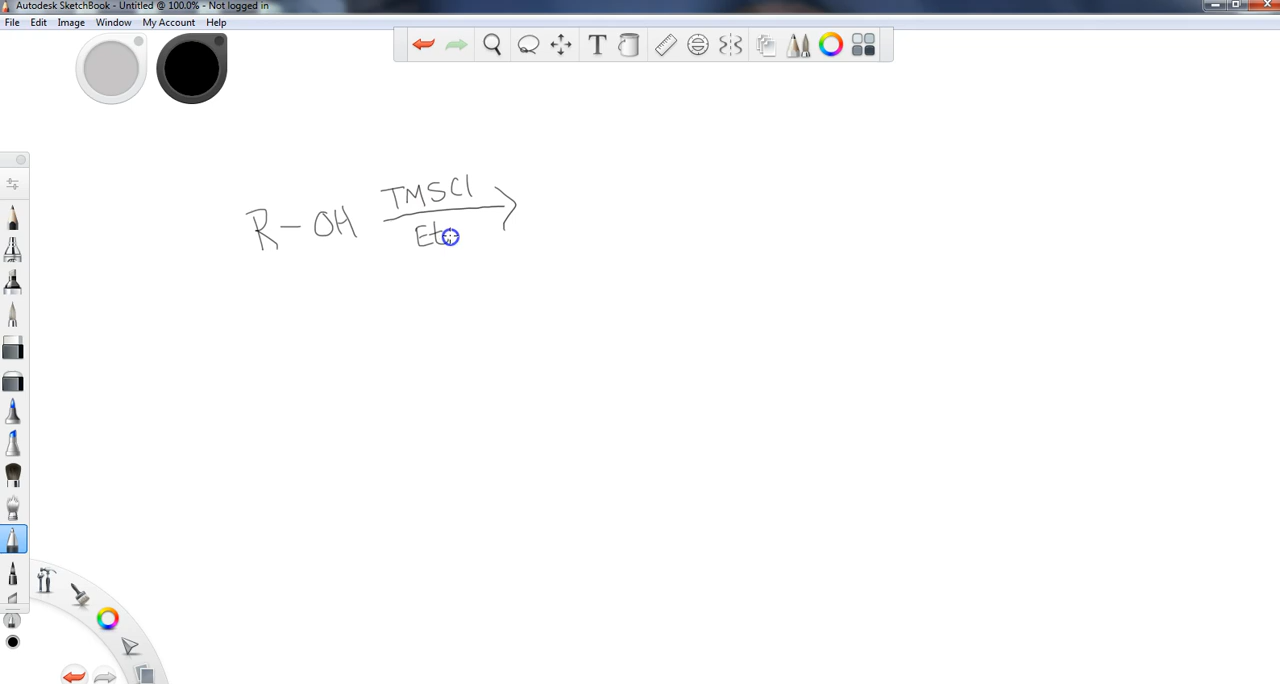 Autodesk SketchBook - Untitled @ 100.0% - Not logged in
File Edit Image Window My Account Help
T
TMSCl
R-OH
Et